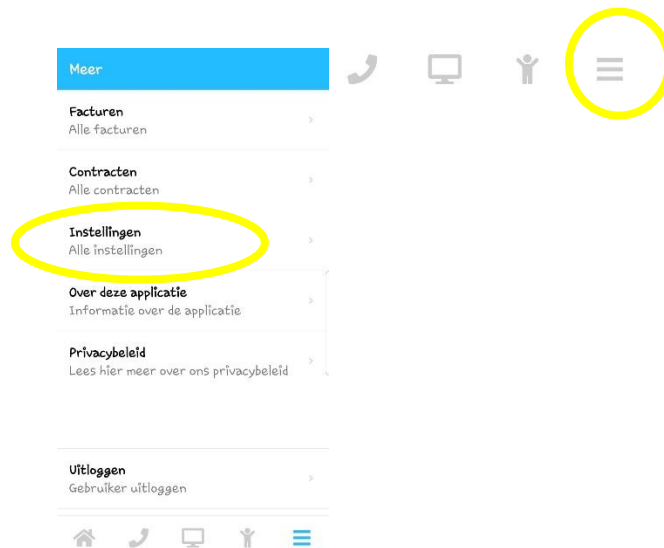 Meer
Facturen
Alle facturen
Contracten
Alle contracten
Instellingen
Alle instellingen
Over deze applicatie
Informatie over de applicatie
Privacybeleid
Lees hier meer over ons privacybeleid
Uitloggen
Gebruiker uitloggen